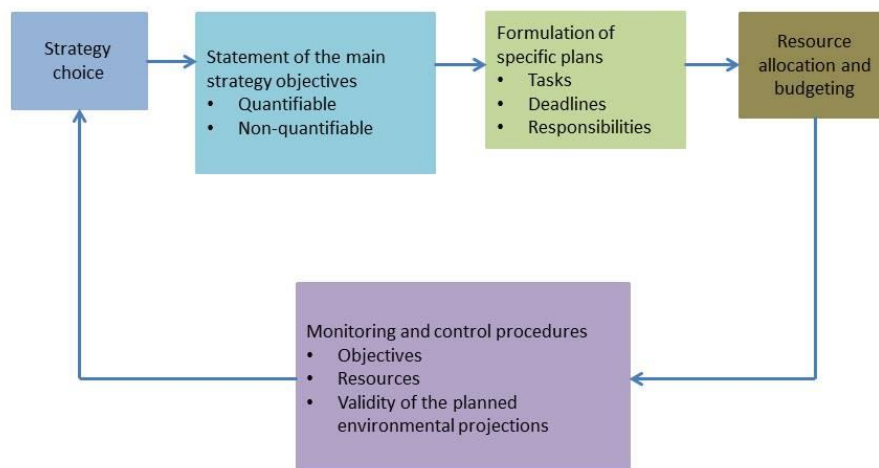 Strategy
choice
Statement of the main
strategy objectives
• Quantifiable
• Non-quantifiable
Formulation of
specific plans
• Tasks
• Deadlines
• Responsibilities
Resource
allocation and
budgeting
Monitoring and control procedures
• Objectives
• Resources
• Validity of the planned
environmental projections